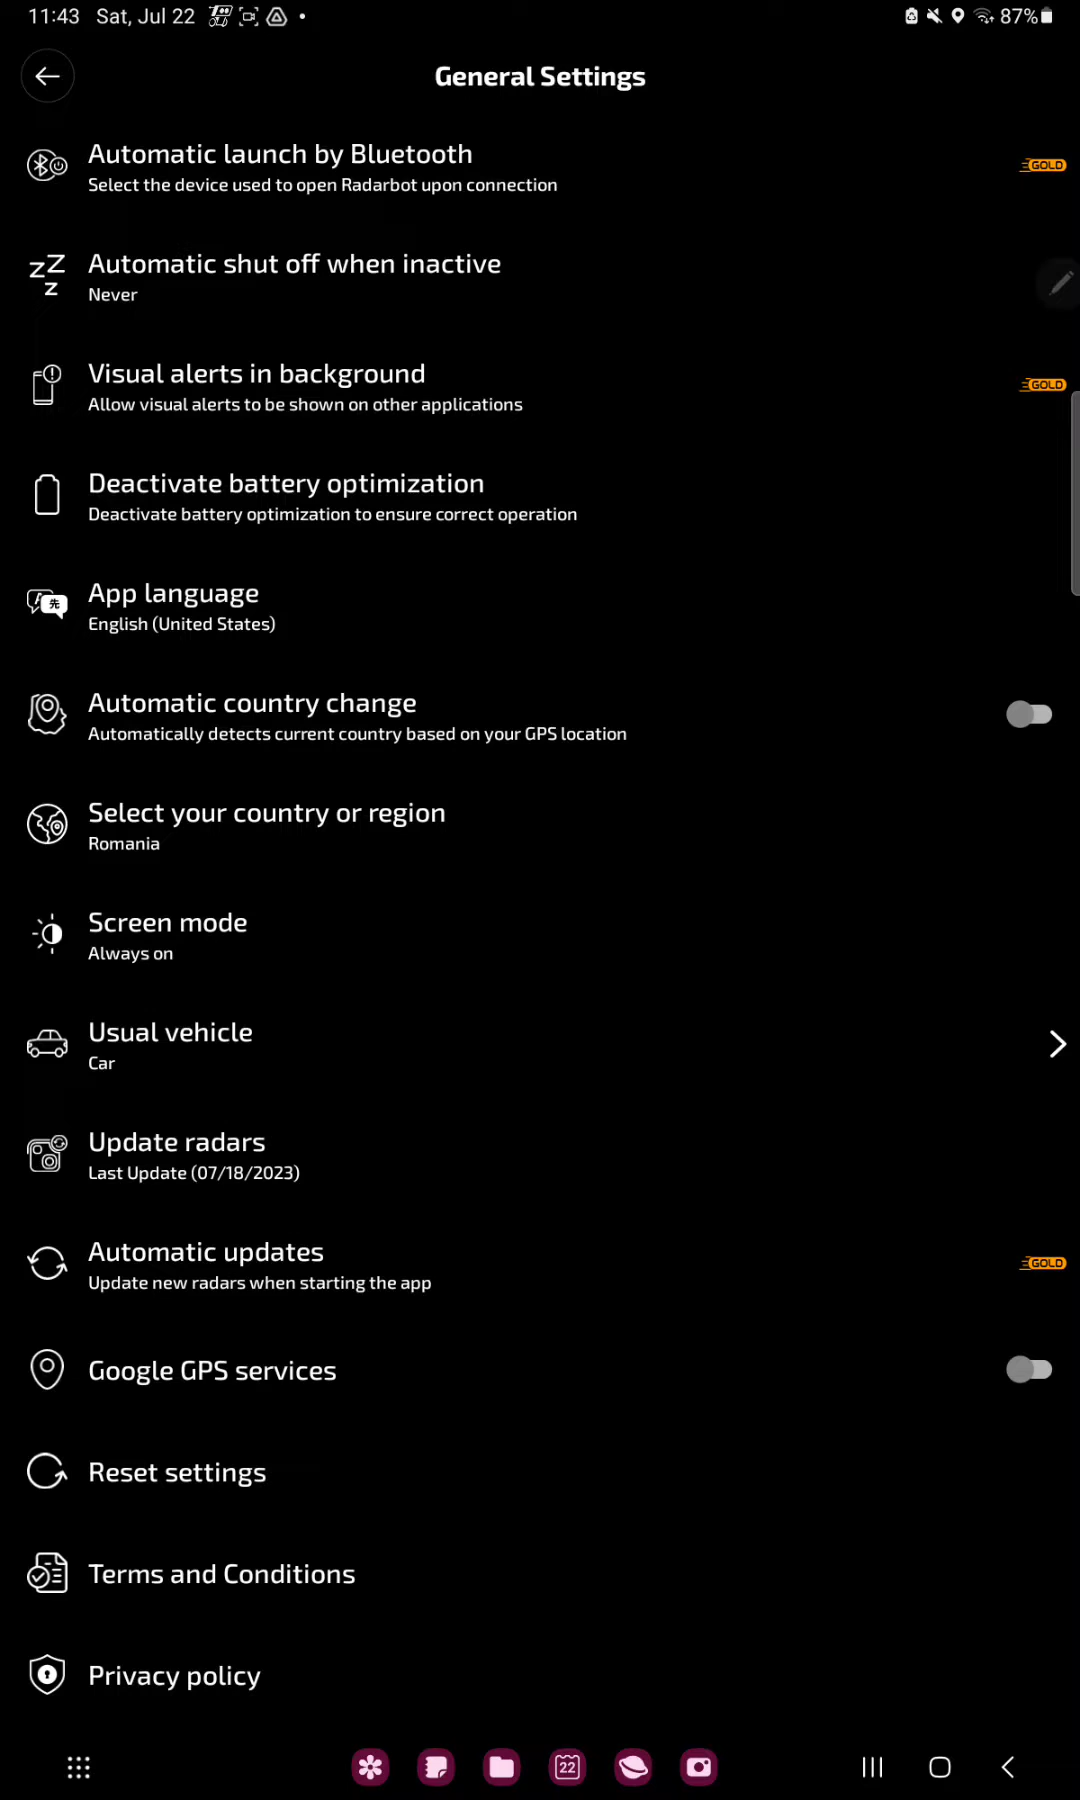 11:43 Sat, Jul 22 87%
General Settings
Automatic launch by Bluetooth
Select the device used to open Radarbot upon connection
GOLD
Automatic shut off when inactive
Never
Visual alerts in background
Allow visual alerts to be shown on other applications
GOLD
Deactivate battery optimization
Deactivate battery optimization to ensure correct operation
先
App language
English (United States)
Automatic country change
Automatically detects current country based on your GPS location
Select your country or region
Romania
Screen mode
Always on
Usual vehicle
Car
Update radars
Last Update (07/18/2023)
Automatic updates
Update new radars when starting the app
GOLD
Google GPS services
Reset settings
Terms and Conditions
Privacy policy
22